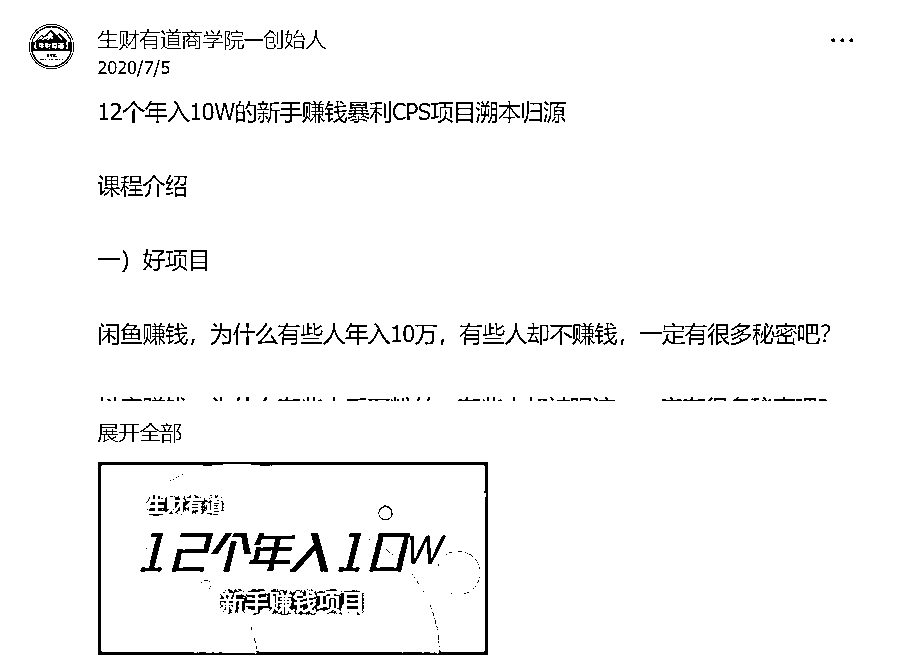 生财有道商学院一创始人
2020/7/5
12个年入10W的新手赚钱暴利CPS项目溯本归源
课程介绍
一）好项目
闲鱼赚钱，为什么有些人年入10万，有些人却不赚钱，一定有很多秘密吧？
展开全部
生财有道
12个年入10W
新手赚钱项目